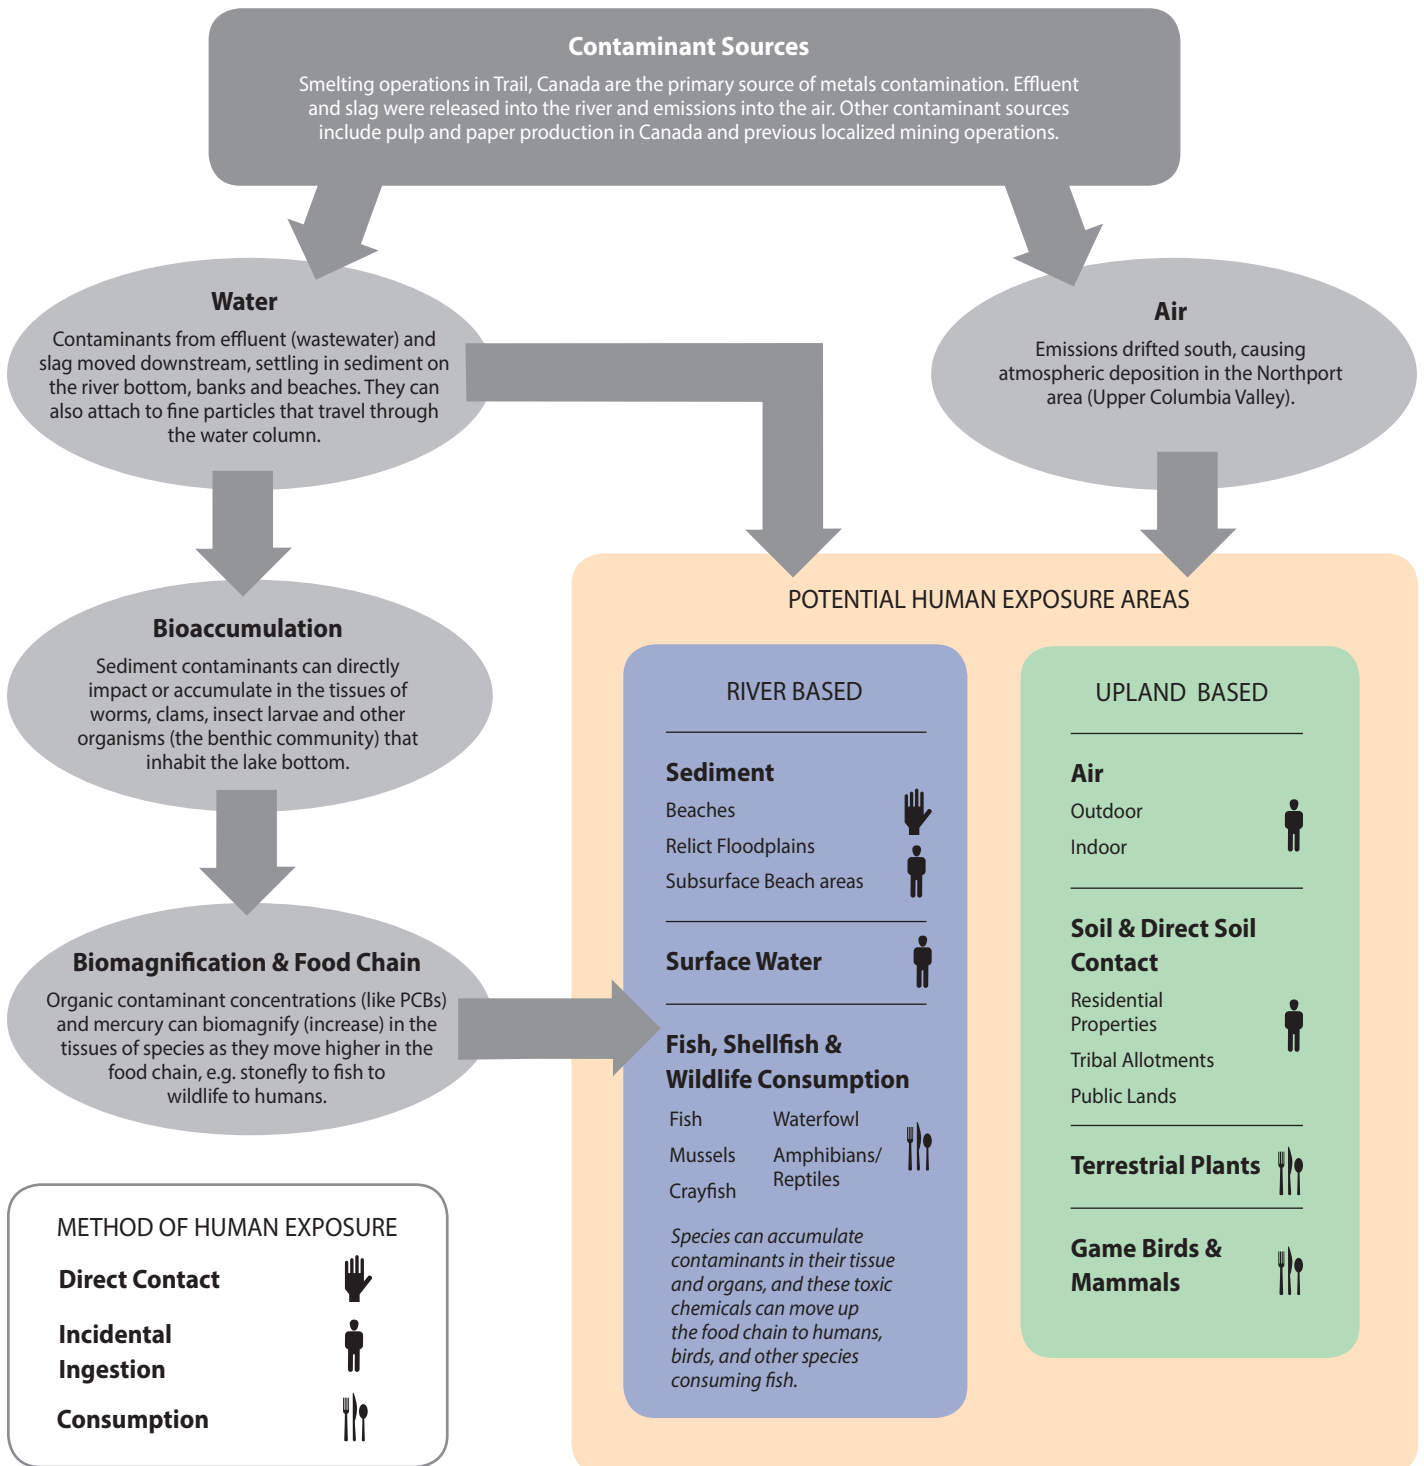 Contaminant Sources
Smelting operations in Trail, Canada are the primary source of metals contamination. Effluent
and slag were released into the river and emissions into the air. Other contaminant sources
include pulp and paper production in Canada and previous localized mining operations.
Water
Contaminants from effluent (wastewater) and
slag moved downstream, settling in sediment on
the river bottom, banks and beaches. They can
also attach to fine particles that travel through
the water column.
Air
Emissions drifted south, causing
atmospheric deposition in the Northport
area (Upper Columbia Valley).
Bioaccumulation
Sediment contaminants can directly
impact or accumulate in the tissues of
worms, clams, insect larvae and other
organisms (the benthic community) that
inhabit the lake bottom.
Biomagnification & Food Chain
Organic contaminant concentrations (like PCBs)
and mercury can biomagnify (increase) in the
tissues of species as they move higher in the
food chain, e.g. stonefly to fish to
wildlife to humans.
METHOD OF HUMAN EXPOSURE
Direct Contact
Incidental
Ingestion
Consumption
POTENTIAL HUMAN EXPOSURE AREAS
RIVER BASED
Sediment
Beaches
Relict Floodplains
Subsurface Beach areas
Surface Water
Fish, Shellfish &
Wildlife Consumption
Fish
Mussels
Crayfish
Waterfowl
Amphibians/
Reptiles
Species can accumulate
contaminants in their tissue
and organs, and these toxic
chemicals can move up
the food chain to humans,
birds, and other species
consuming fish.
UPLAND BASED
Air
Outdoor
Indoor
Soil & Direct Soil
Contact
Residential
Properties
Tribal Allotments
Public Lands
Terrestrial Plants
Game Birds &
Mammals